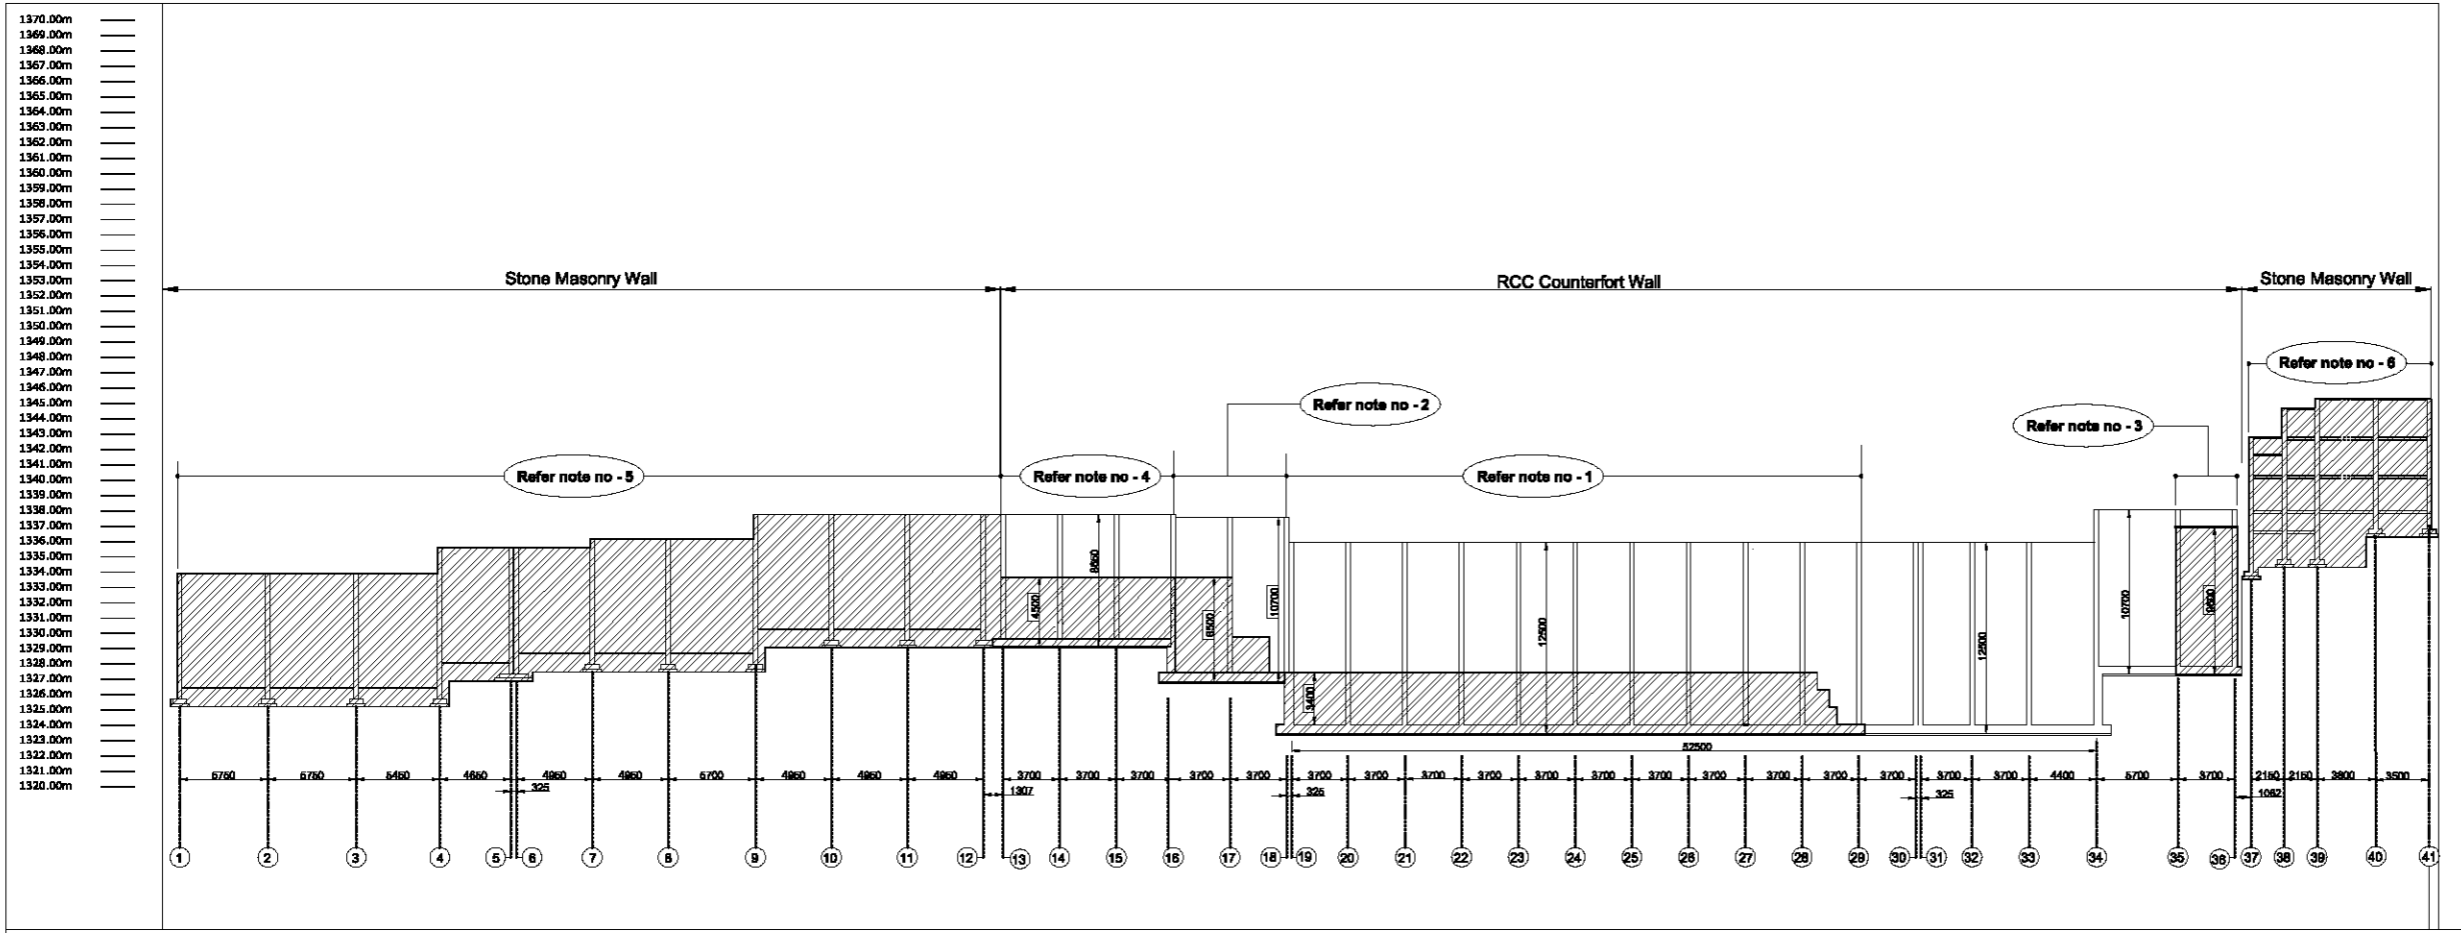 1370.00m
1369.00m
1368.00m
1367.00m
1366.00m
1365.00m
1364.00m
1363.00m
1362.00m
1361.00m
1360.00m
1359.00m
1358.00m
1357.00m
1356.00m
1355.00m
1354.00m
1353.00m
1352.00m
1351.00m
1350.00m
1349.00m
1348.00m
1347.00m
1346.00m
1345.00m
1344.00m
1343.00m
1342.00m
1341.00m
1340.00m
1339.00m
1338.00m
1337.00m
1336.00m
1335.00m
1334.00m
1333.00m
1332.00m
1331.00m
1330.00m
1329.00m
1328.00m
1327.00m
1326.00m
1325.00m
1324.00m
1323.00m
1322.00m
1321.00m
1320.00m
Stone Masonry Wall
RCC Counterfort Wall
Stone Masonry Wall
Refer note no - 6
Refer note no - 2
Refer note no - 3
Refer note no - 5
Refer note no - 4
Refer note no - 1
8650
4500
6500
10700
3400
12500
12500
10700
9600
52500
5750 5750 5450 4650 4950 4950 5700 4950 4950 4950 3700 3700 3700 3700 3700 3700 3700 3700 3700 3700 3700 3700 3700 3700 3700 3700 3700 3700 4400 5700 3700 2150 2150 3800 3500
325 1307 325 325 1062
1 2 3 4 5 6 7 8 9 10 11 12 13 14 15 16 17 18 19 20 21 22 23 24 25 26 27 28 29 30 31 32 33 34 35 36 37 38 39 40 41